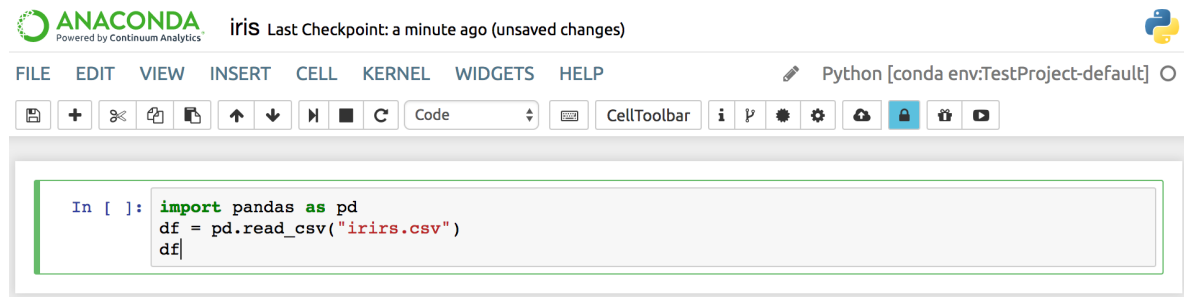 ANACONDA
Powered by Continuum Analytics
iris Last Checkpoint: a minute ago (unsaved changes)
FILE EDIT VIEW INSERT CELL KERNEL WIDGETS HELP Python [conda env:TestProject-default]
Code CellToolbar
In [ ]: import pandas as pd
df = pd.read_csv("irirs.csv")
df